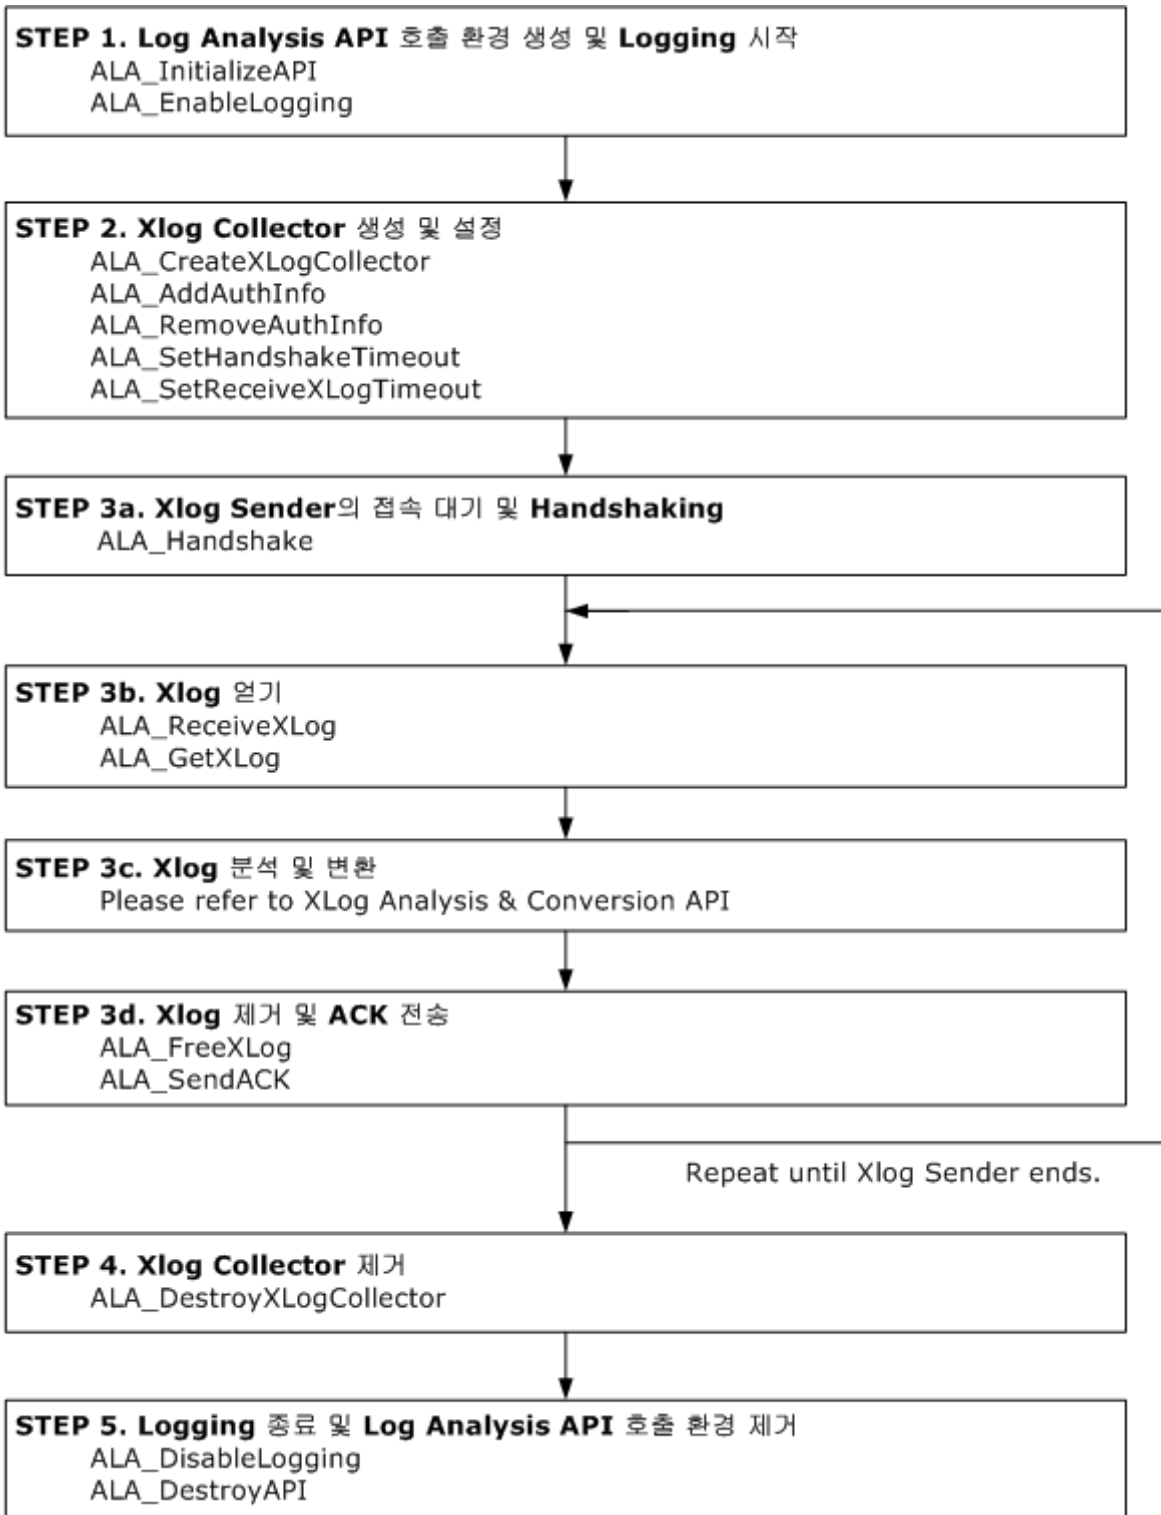 STEP 1. Log Analysis API 호출 환경 생성 및 Logging 시작
ALA_InitializeAPI
ALA_EnableLogging
STEP 2. Xlog Collector 생성 및 설정
ALA_CreateXLogCollector
ALA_AddAuthInfo
ALA_RemoveAuthInfo
ALA_SetHandshakeTimeout
ALA_SetReceiveXLogTimeout
STEP 3a. Xlog Sender의 접속 대기 및 Handshaking
ALA_Handshake
STEP 3b. Xlog 얻기
ALA_ReceiveXLog
ALA_GetXLog
STEP 3c. Xlog 분석 및 변환
Please refer to XLog Analysis & Conversion API
STEP 3d. Xlog 제거 및 ACK 전송
ALA_FreeXLog
ALA_SendACK
Repeat until Xlog Sender ends.
STEP 4. Xlog Collector 제거
ALA_DestroyXLogCollector
STEP 5. Logging 종료 및 Log Analysis API 호출 환경 제거
ALA_DisableLogging
ALA_DestroyAPI